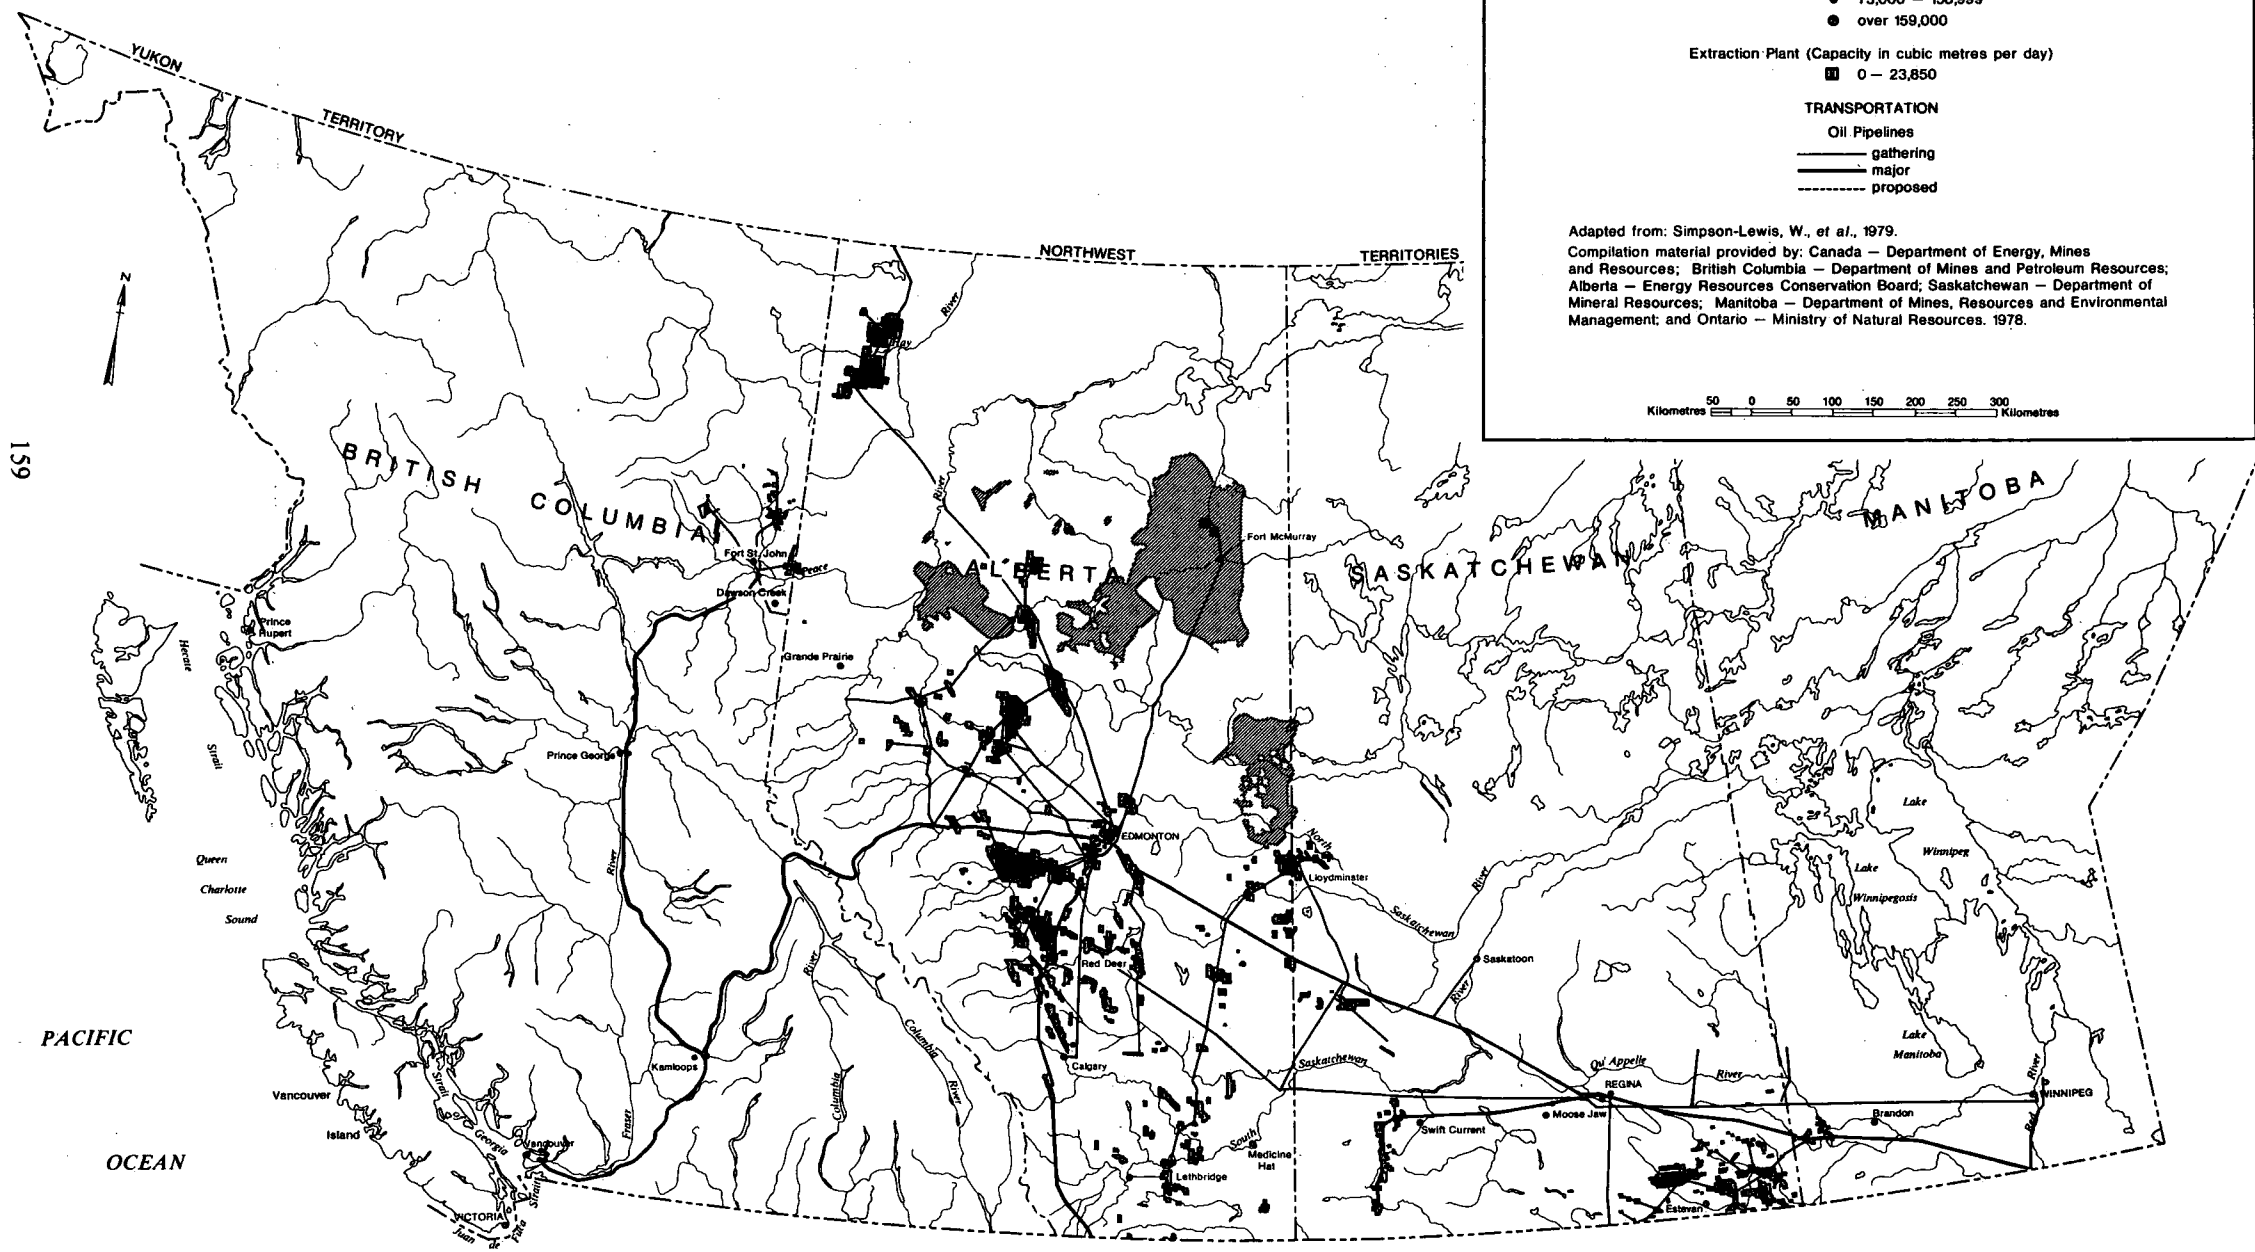 over 159,000
Extraction Plant (Capacity in cubic metres per day)
0 – 23,850
TRANSPORTATION
Oil Pipelines
gathering
major
proposed
Adapted from: Simpson-Lewis, W., et al., 1979.
Compilation material provided by: Canada – Department of Energy, Mines
and Resources; British Columbia – Department of Mines and Petroleum Resources;
Alberta – Energy Resources Conservation Board; Saskatchewan – Department of
Mineral Resources; Manitoba – Department of Mines, Resources and Environmental
Management; and Ontario – Ministry of Natural Resources. 1978.
50 0 50 100 150 200 250 300
Kilometres Kilometres
YUKON
TERRITORY
NORTHWEST
TERRITORIES
N
159
River
Hay
BRITISH COLUMBIA
ALBERTA
SASKATCHEWAN
MANITOBA
River
Fort McMurray
Fort St. John
Peace
Dawson Creek
Prince
Rupert
Hecate
Strait
Grande Prairie
Prince George
EDMONTON
Lake
Winnipeg
Lake
Winnipegosis
North
Lloydminster
Saskatchewan
River
River
Queen
Charlotte
Sound
Saskatoon
River
Red Deer
River
Columbia
River
PACIFIC
OCEAN
Kamloops
Calgary
Saskatchewan
Qu'Appelle
River
Lake
Manitoba
River
Red
WINNIPEG
REGINA
Moose Jaw
Swift Current
Brandon
Vancouver
Island
Strait
Georgia
Vancouver
Fraser
Columbia
South
Medicine
Hat
Lethbridge
Estevan
VICTORIA
Strait
Juan
de
Fuca